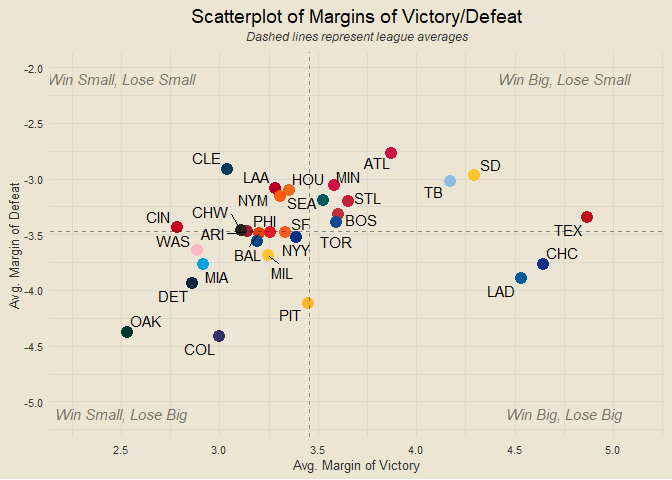 Scatterplot of Margins of Victory/Defeat
Dashed lines represent league averages
Win Small, Lose Small
Win Big, Lose Small
-2.0
-2.5
-3.0
-3.5
-4.0
-4.5
-5.0
Avg. Margin of Defeat
CLE
ATL
SD
TB
LAA
HOU
MIN
NYM
SEA
STL
CIN
CHW
PHI
SF
BOS
TEX
ARI
WAS
BAL
NYY
TOR
CHC
MIA
MIL
LAD
DET
PIT
OAK
COL
Win Small, Lose Big
Win Big, Lose Big
2.5
3.0
3.5
4.0
4.5
5.0
Avg. Margin of Victory